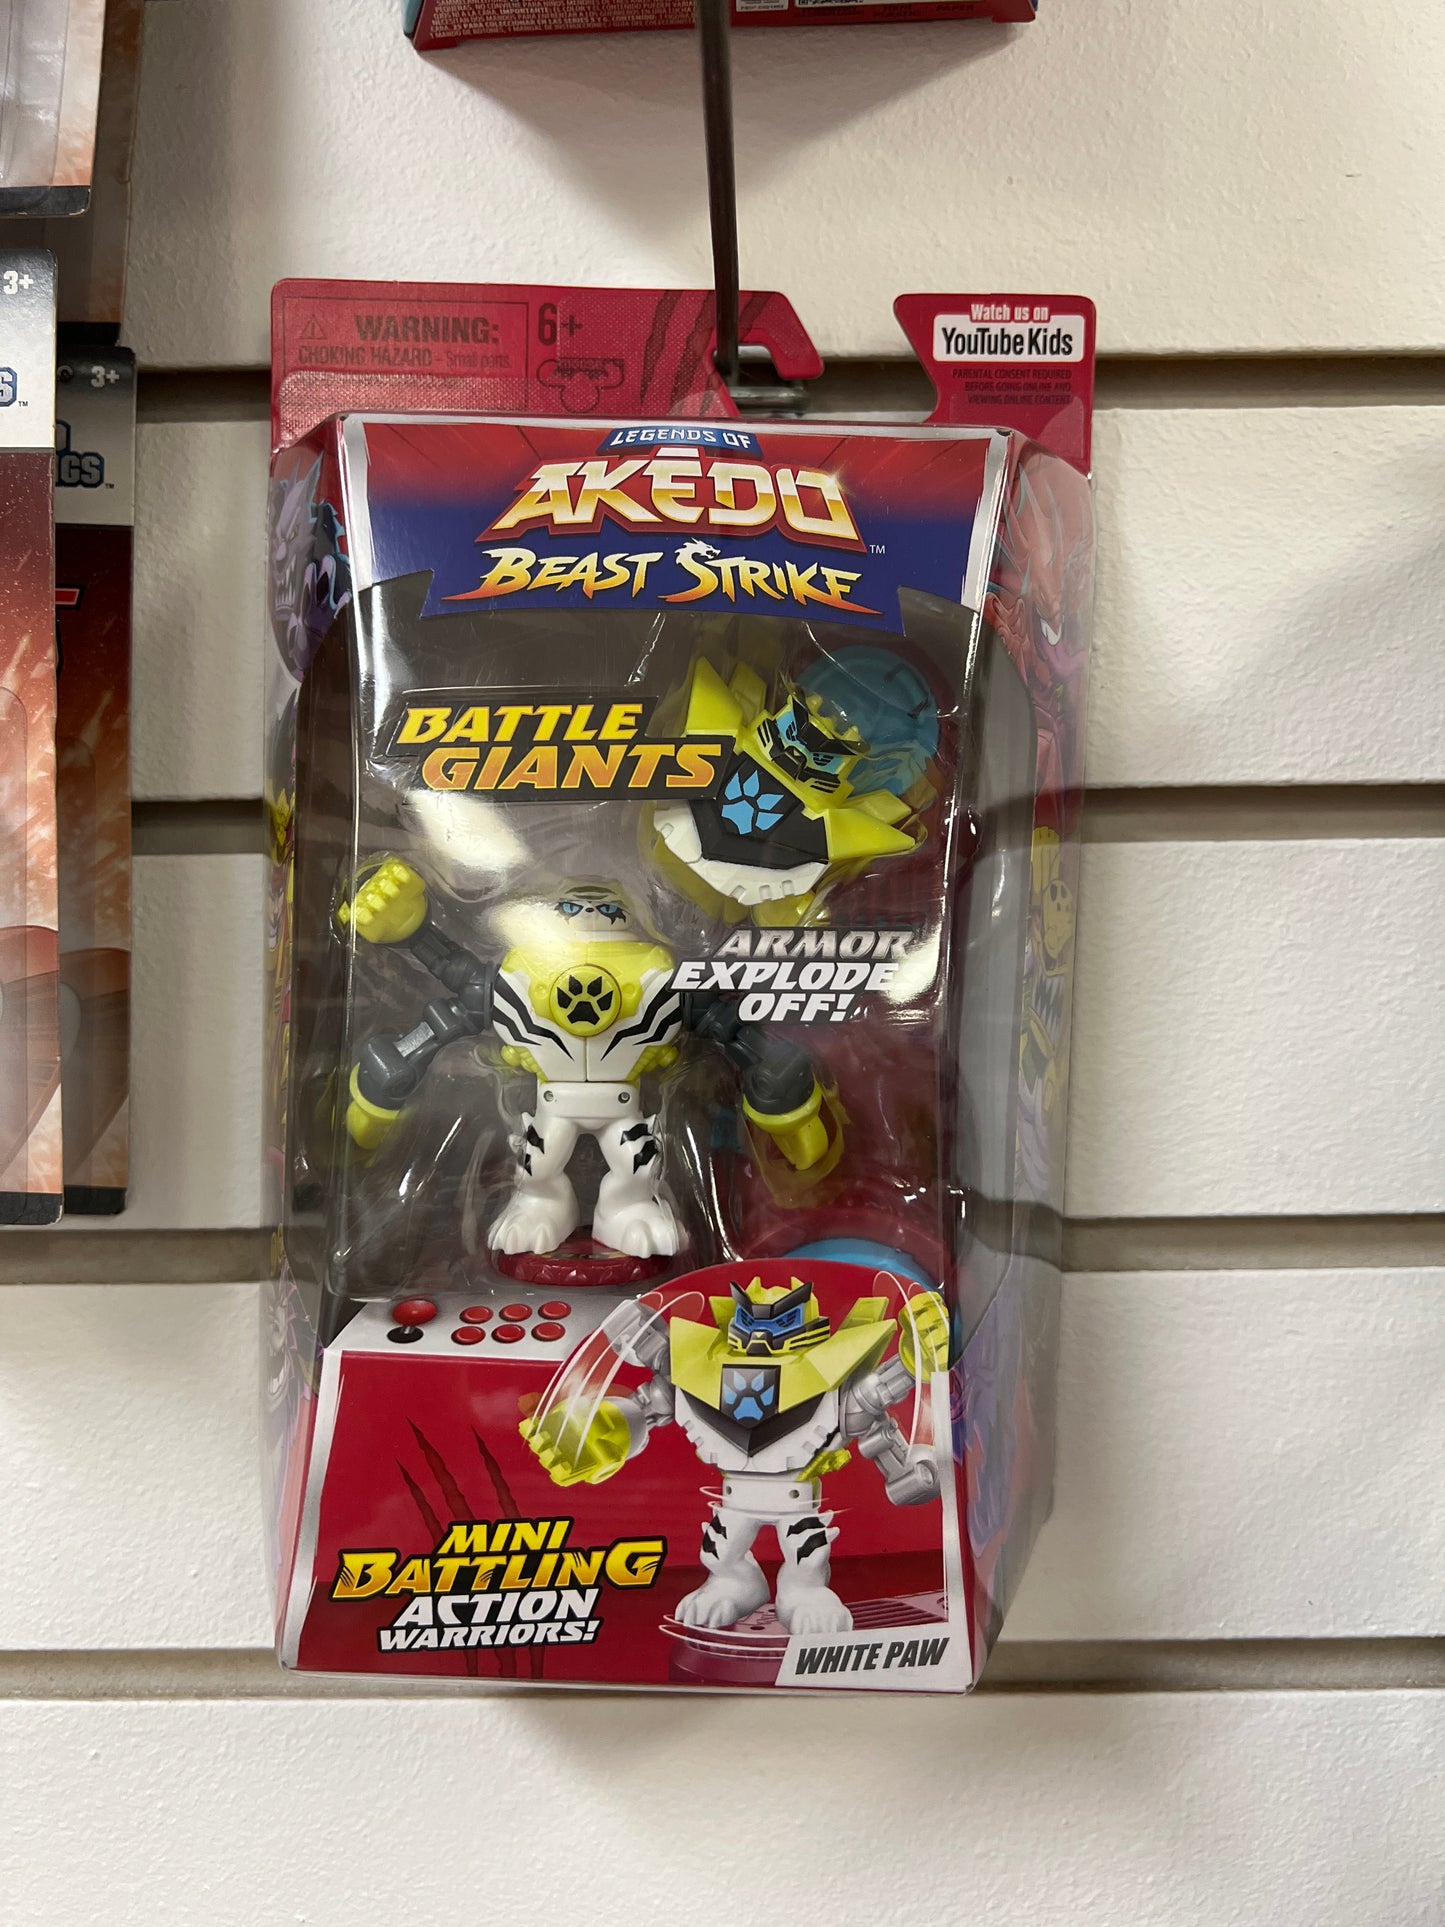 3+
3+
GS
WARNING:
CHOKING HAZARD - Small parts.
6+
Watch us on
YouTube Kids
PARENTAL CONSENT REQUIRED
BEFORE GOING ONLINE AND
VIEWING ONLINE CONTENT
LEGENDS OF
AKĒDO
BEAST STRIKE™
BATTLE
GIANTS
ARMOR
EXPLODE
OFF!
MINI
BATTLING
ACTION
WARRIORS!
WHITE PAW